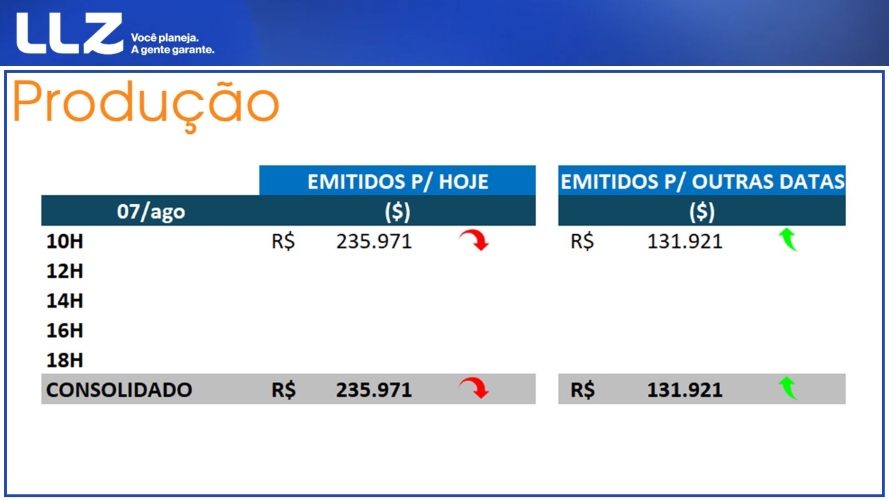 LLZ
Você planeja.
A gente garante.
Produção
EMITIDOS P/ HOJE EMITIDOS P/ OUTRAS DATAS
07/ago ($) ($)
10H R$ 235.971 R$ 131.921
12H
14H
16H
18H
CONSOLIDADO R$ 235.971 R$ 131.921